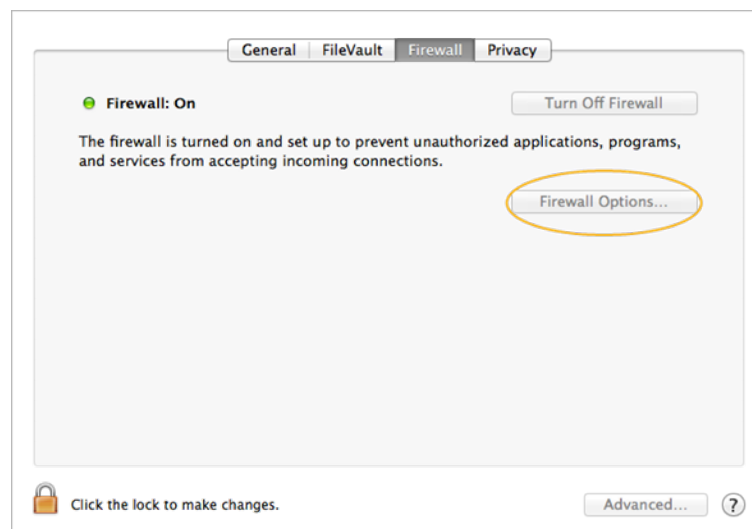 General FileVault Firewall Privacy
Firewall: On Turn Off Firewall
The firewall is turned on and set up to prevent unauthorized applications, programs,
and services from accepting incoming connections.
Firewall Options...
Click the lock to make changes. Advanced... ?